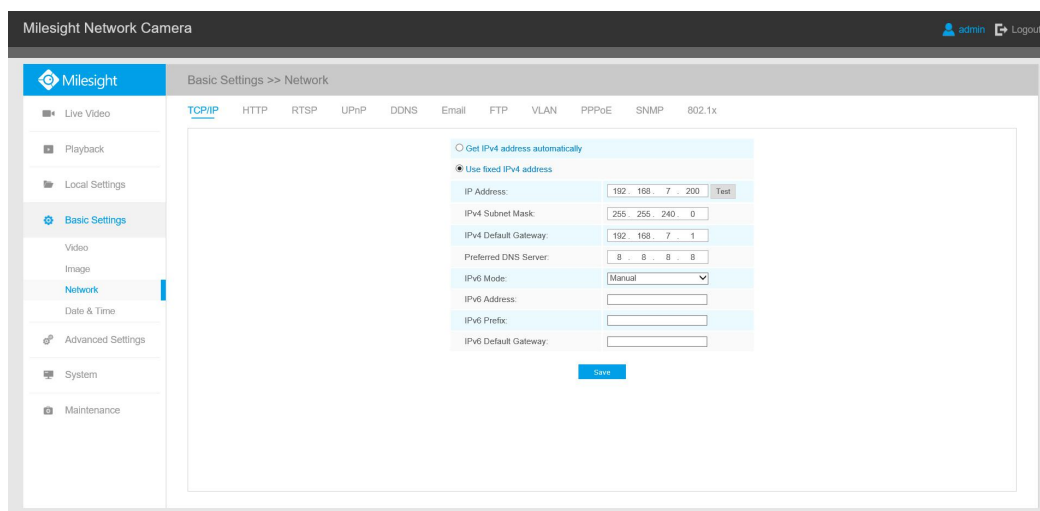 Milesight Network Camera
admin Logout
Milesight
Basic Settings >> Network
Live Video
Playback
Local Settings
Basic Settings
Video
Image
Network
Date & Time
Advanced Settings
System
Maintenance
TCP/IP HTTP RTSP UPnP DDNS Email FTP VLAN PPPoE SNMP 802.1x
Get IPv4 address automatically
Use fixed IPv4 address
IP Address: 192 . 168 . 7 . 200 Test
IPv4 Subnet Mask: 255 . 255 . 240 . 0
IPv4 Default Gateway: 192 . 168 . 7 . 1
Preferred DNS Server: 8 . 8 . 8 . 8
IPv6 Mode: Manual
IPv6 Address:
IPv6 Prefix:
IPv6 Default Gateway:
Save